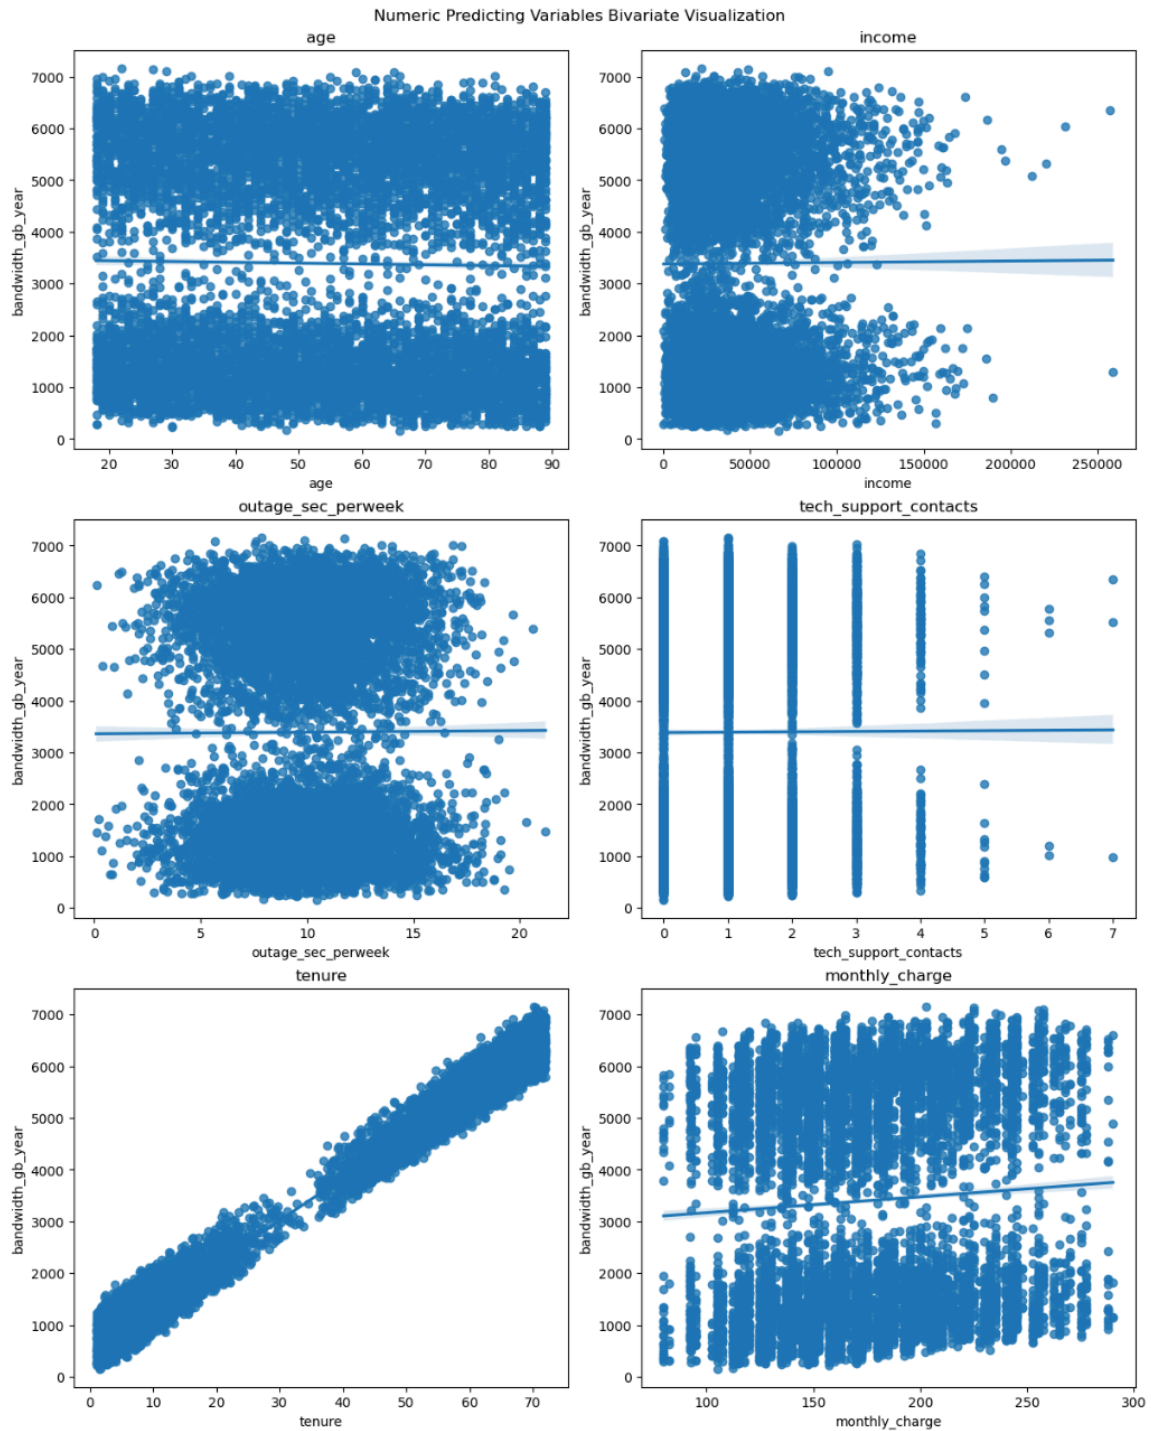 Numeric Predicting Variables Bivariate Visualization
age
income
7000
6000
5000
4000
3000
2000
1000
0
bandwidth_gb_year
20 30 40 50 60 70 80 90
age
7000
6000
5000
4000
3000
2000
1000
0
bandwidth_gb_year
0 50000 100000 150000 200000 250000
income
outage_sec_perweek
tech_support_contacts
7000
6000
5000
4000
3000
2000
1000
0
bandwidth_gb_year
0 5 10 15 20
outage_sec_perweek
7000
6000
5000
4000
3000
2000
1000
0
bandwidth_gb_year
0 1 2 3 4 5 6 7
tech_support_contacts
tenure
monthly_charge
7000
6000
5000
4000
3000
2000
1000
0
bandwidth_gb_year
0 10 20 30 40 50 60 70
tenure
7000
6000
5000
4000
3000
2000
1000
0
bandwidth_gb_year
100 150 200 250 300
monthly_charge